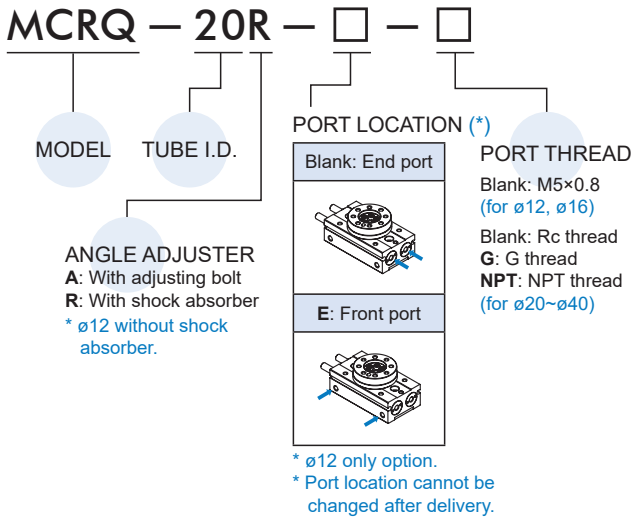 MCRQ – 20R – □ – □
MODEL
TUBE I.D.
ANGLE ADJUSTER
A: With adjusting bolt
R: With shock absorber
* ø12 without shock
absorber.
PORT LOCATION (*)
Blank: End port
E: Front port
* ø12 only option.
* Port location cannot be
changed after delivery.
PORT THREAD
Blank: M5×0.8
(for ø12, ø16)
Blank: Rc thread
G: G thread
NPT: NPT thread
(for ø20~ø40)